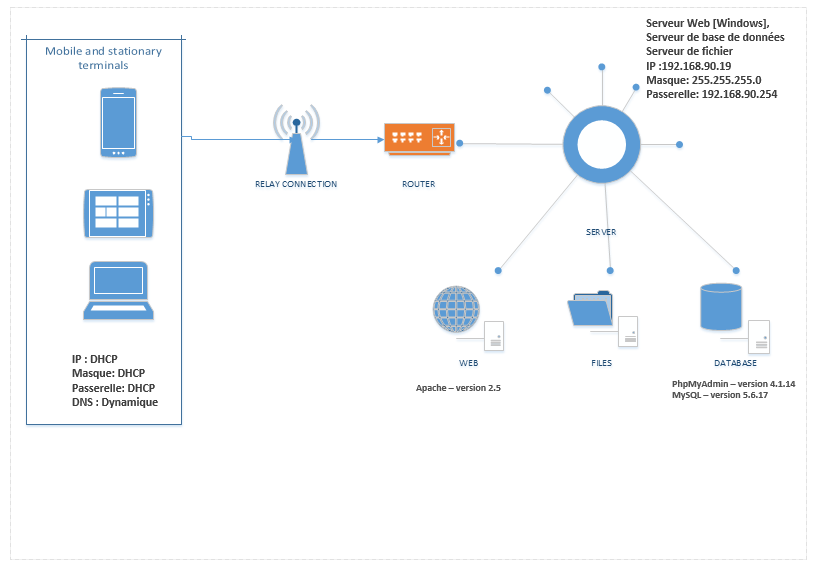 Mobile and stationary
terminals
IP : DHCP
Masque: DHCP
Passerelle: DHCP
DNS : Dynamique
RELAY CONNECTION
ROUTER
Serveur Web [Windows],
Serveur de base de données
Serveur de fichier
IP :192.168.90.19
Masque: 255.255.255.0
Passerelle: 192.168.90.254
SERVER
WEB
Apache – version 2.5
FILES
DATABASE
PhpMyAdmin – version 4.1.14
MySQL – version 5.6.17